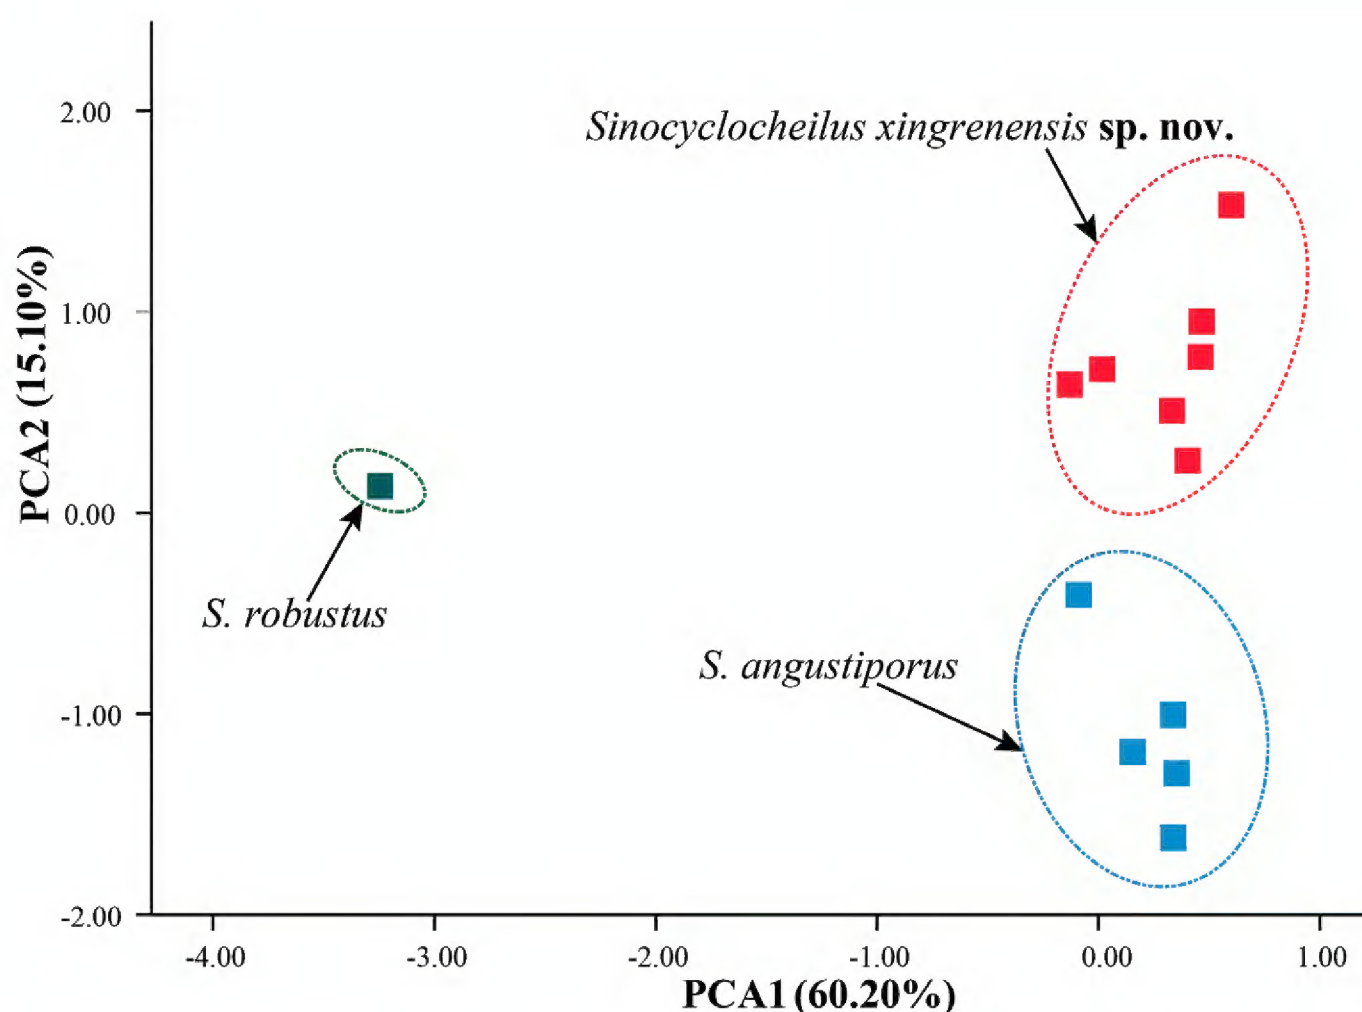 2.00
Sinocyclocheilus xingrenensis sp. nov.
1.00
PCA2 (15.10%)
0.00
S. robustus
S. angustiporus
-1.00
-2.00
-4.00 -3.00 -2.00 -1.00 0.00 1.00
PCA1 (60.20%)